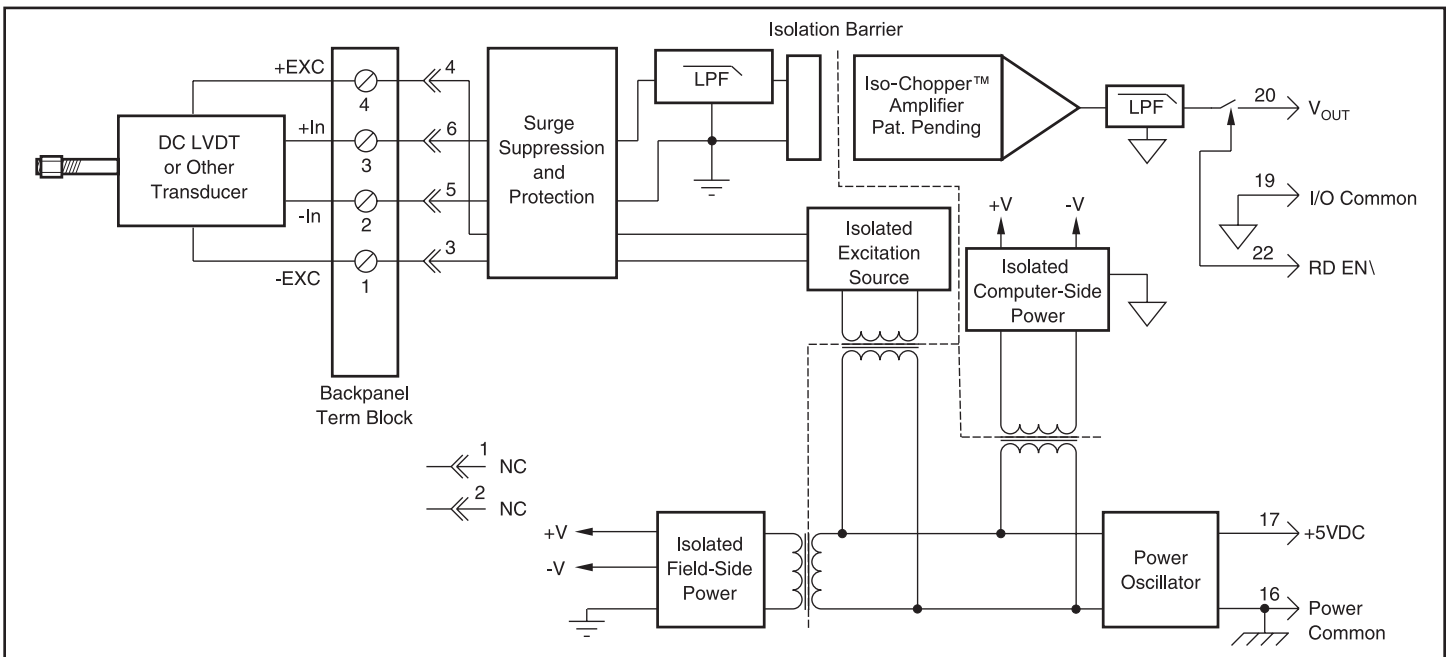 Isolation Barrier
+EXC
4
4
+In
3
6
-In
2
5
-EXC
1
3
DC LVDT
or Other
Transducer
Backpanel
Term Block
Surge
Suppression
and
Protection
LPF
Iso-Chopper™
Amplifier
Pat. Pending
LPF
20
VOUT
19
I/O Common
22
RD EN\
Isolated
Excitation
Source
+V
-V
Isolated
Computer-Side
Power
1
NC
2
NC
+V
-V
Isolated
Field-Side
Power
Power
Oscillator
17
+5VDC
16
Power
Common